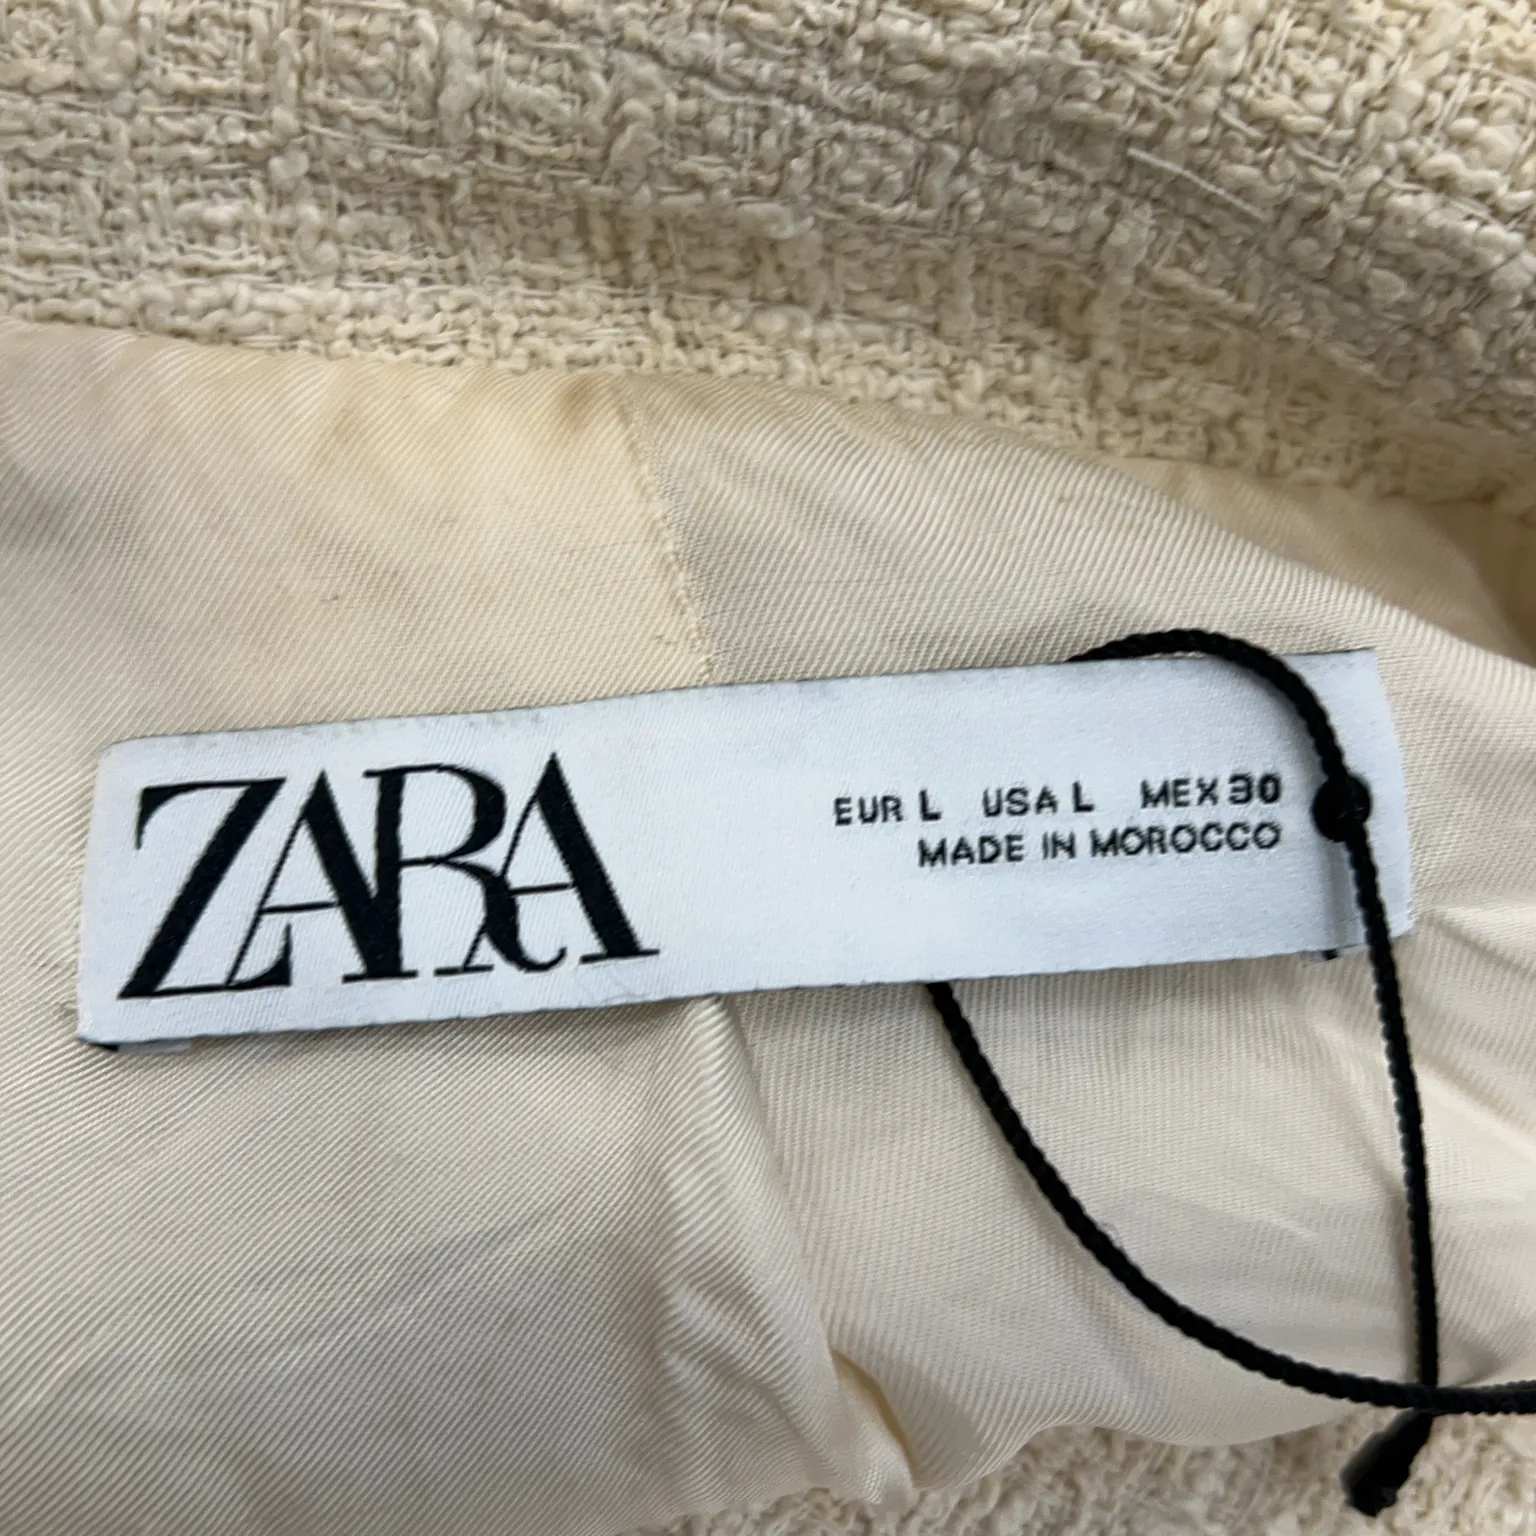 ZARA
EUR L USA L MEX 30
MADE IN MOROCCO